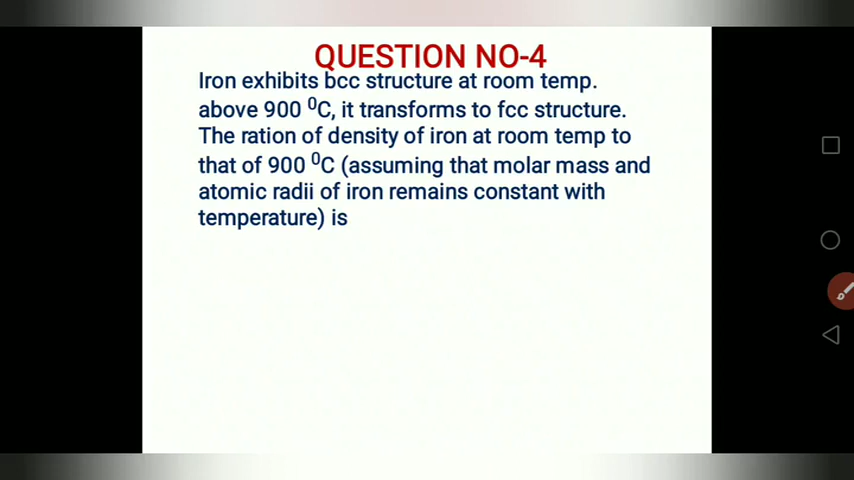 QUESTION NO-4
Iron exhibits bcc structure at room temp.
above 900 ⁰C, it transforms to fcc structure.
The ration of density of iron at room temp to
that of 900 ⁰C (assuming that molar mass and
atomic radii of iron remains constant with
temperature) is